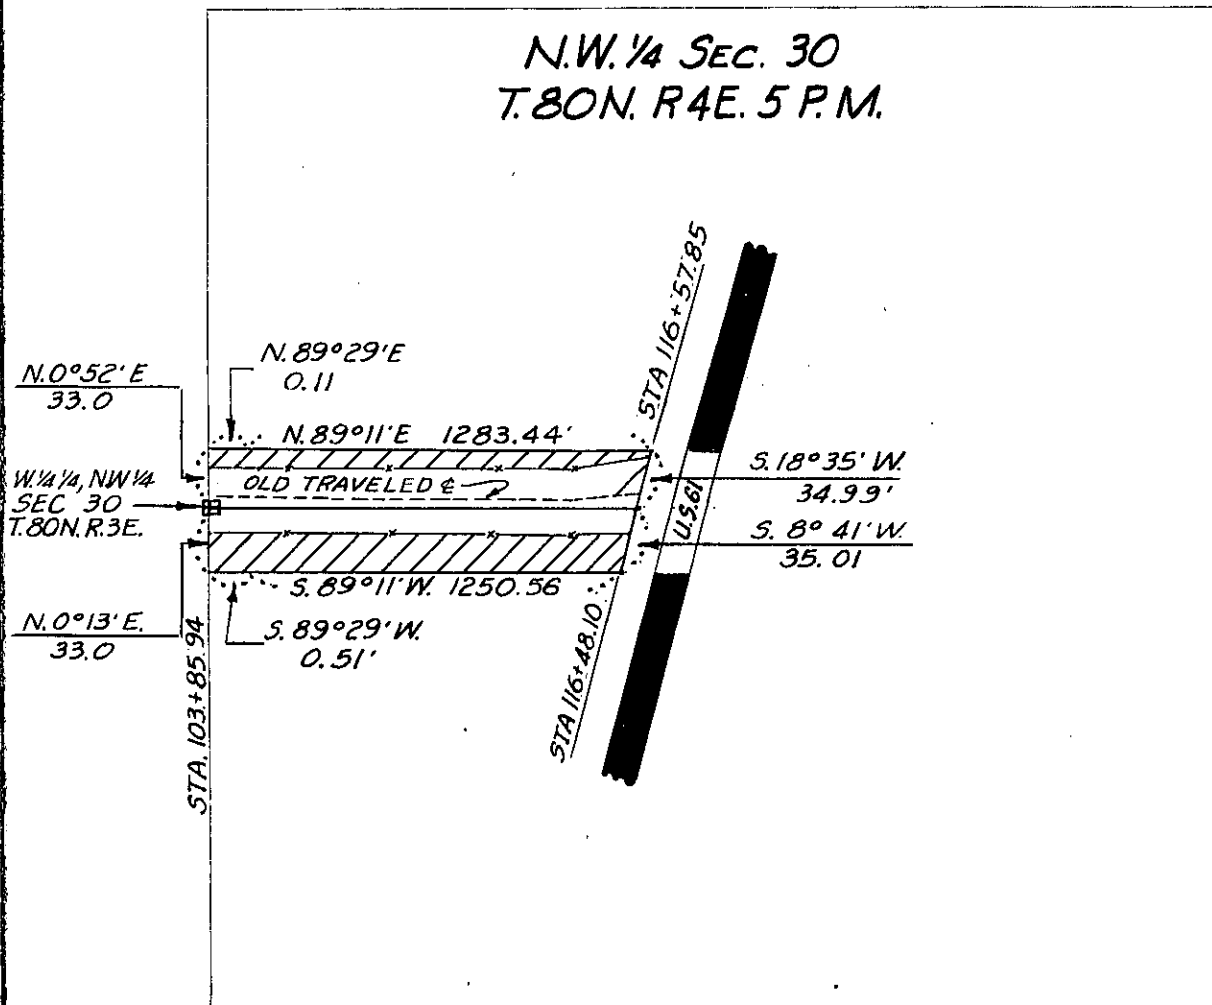 N.W. 1/4 SEC. 30
T.80N. R4E. 5 P.M.
STA 116+57.85
N.89°29'E
0.11
N.0°52'E
33.0
N.89°11'E 1283.44'
S.18°35'W.
34.99'
W.1/4 1/4, NW 1/4
SEC 30
T.80N.R.3E.
OLD TRAVELED ℄
U.S.61
S. 8°41'W.
35.01
S.89°11'W. 1250.56
N.0°13'E.
33.0
S.89°29'W.
0.51'
STA. 103+85.94
STA 116+48.10